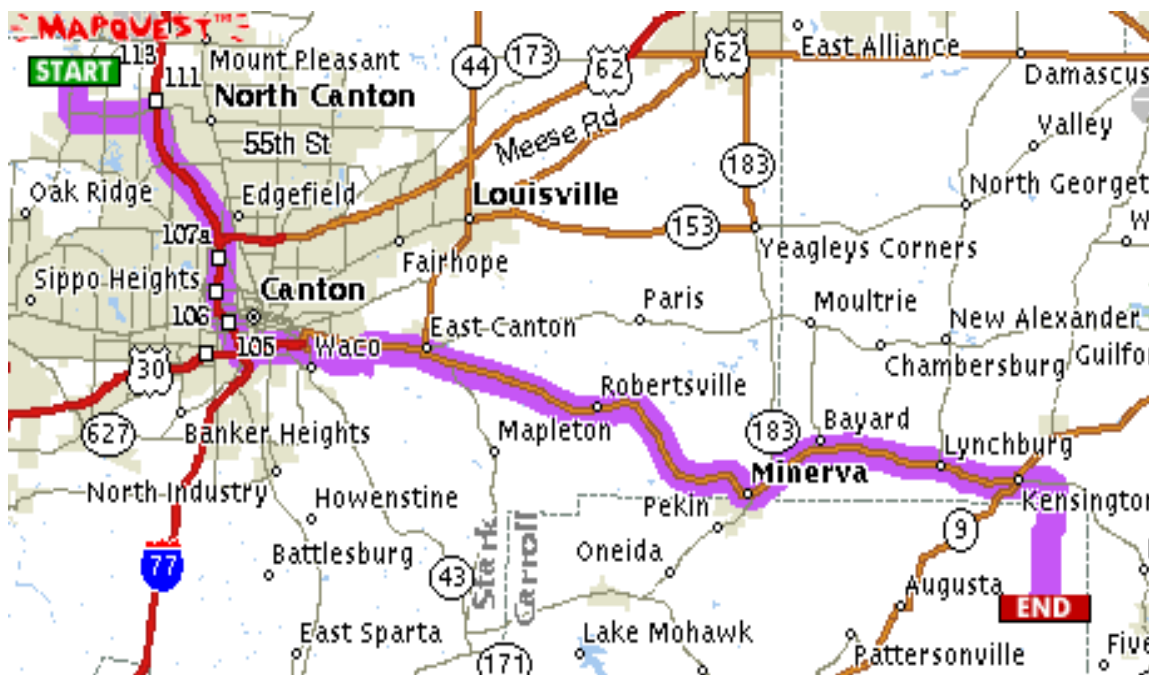 MAPQUEST™
113
START
111
Mount Pleasant
North Canton
55th St
44
173
62
62
East Alliance
Damascus
Meese Rd
Valley
183
Oak Ridge
Edgefield
Louisville
North Georget
107a
153
Yeagleys Corners
W
Sippo Heights
Fairhope
Canton
Paris
Moultrie
106
East Canton
New Alexander
105
Waco
Chambersburg
Guilfor
30
Robertsville
627
Banker Heights
Mapleton
183
Bayard
Lynchburg
Minerva
North Industry
Howenstine
Pekin
Kensington
9
77
Battlesburg
43
Stark
Carroll
Oneida
Augusta
END
East Sparta
171
Lake Mohawk
Pattersonville
Five